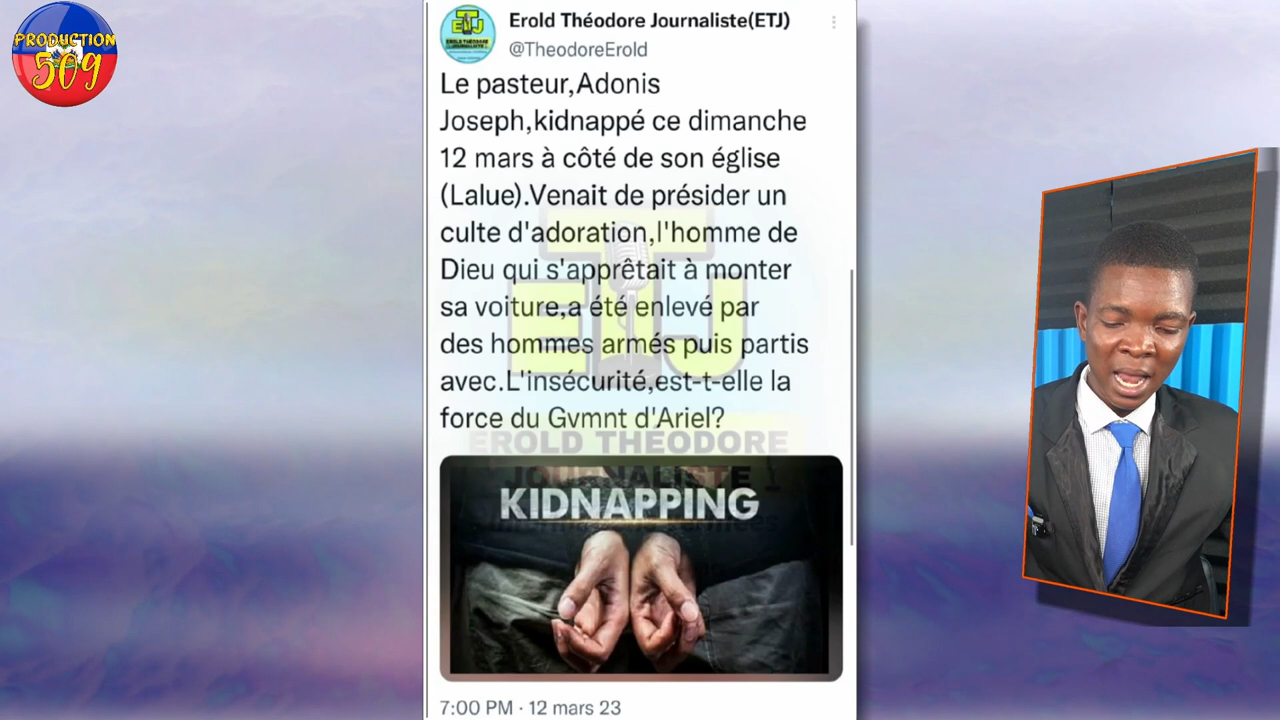 PRODUCTION
509
Erold Théodore Journaliste(ETJ)
@TheodoreErold
Le pasteur,Adonis
Joseph,kidnappé ce dimanche
12 mars à côté de son église
(Lalue).Venait de présider un
culte d'adoration,l'homme de
Dieu qui s'apprêtait à monter
sa voiture,a été enlevé par
des hommes armés puis partis
avec.L'insécurité,est-t-elle la
force du Gvmnt d'Ariel?
ETJ
EROLD THÉODORE
JOURNALISTE
KIDNAPPING
7:00 PM · 12 mars 23